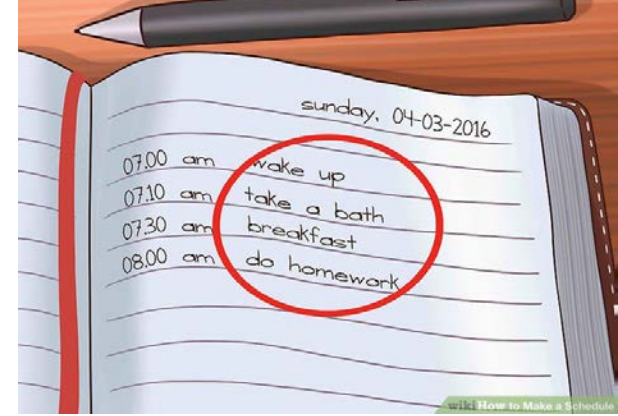 sunday, 04-03-2016
07.00 am wake up
07.10 am take a bath
07.30 am breakfast
08.00 am do homework
wikiHow to Make a Schedule